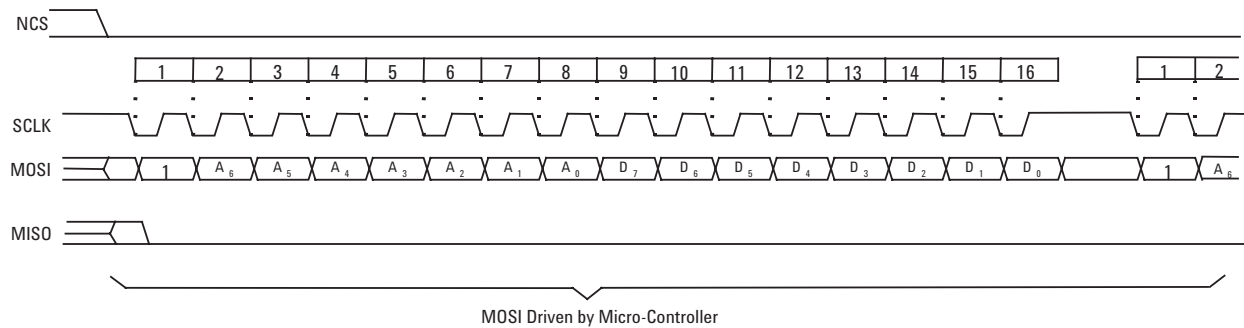 NCS
1 2 3 4 5 6 7 8 9 10 11 12 13 14 15 16 1 2
SCLK
MOSI 1 A6 A5 A4 A3 A2 A1 A0 D7 D6 D5 D4 D3 D2 D1 D0 1 A6
MISO
MOSI Driven by Micro-Controller